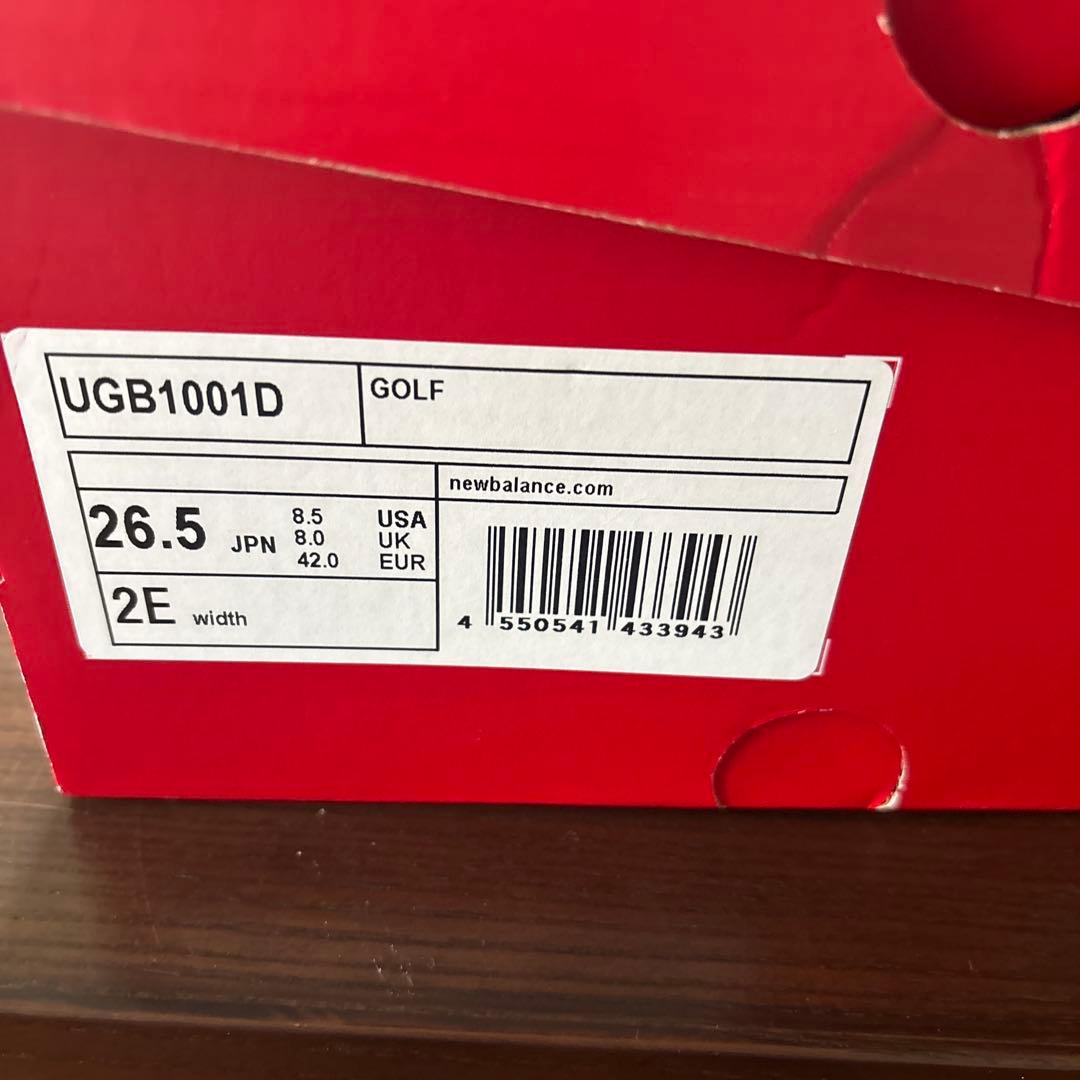 UGB1001D
GOLF
newbalance.com
26.5 JPN
8.5 USA
8.0 UK
42.0 EUR
2E width
4 550541 433943